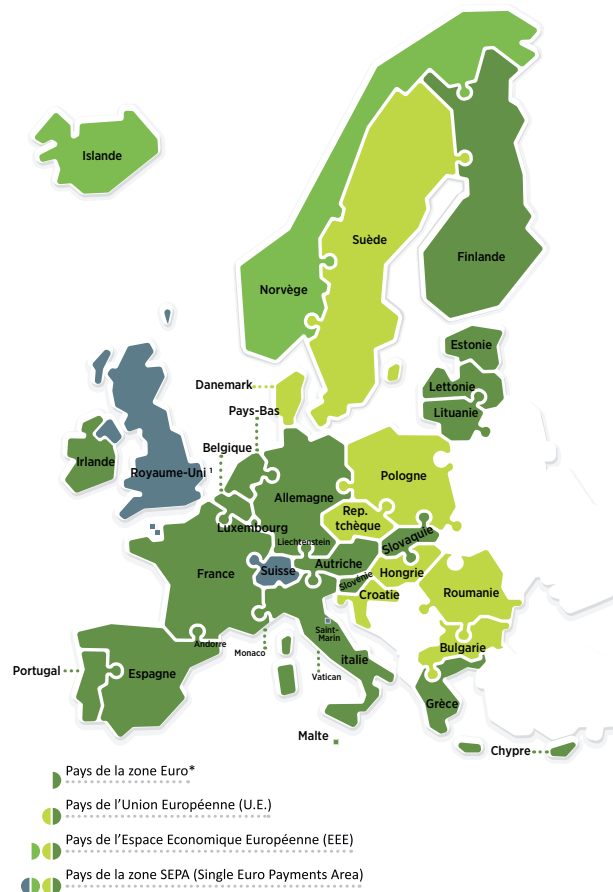 Islande
Suède
Finlande
Norvège
Estonie
Danemark
Lettonie
Pays-Bas
Lituanie
Belgique
Irlande
Royaume-Uni ¹
Pologne
Allemagne
Rep.
tchèque
Luxembourg
Liechtenstein
Slovaquie
Autriche
Suisse
France
Hongrie
Slovénie
Roumanie
Croatie
Saint-
Marin
Andorre
Monaco
Bulgarie
italie
Portugal
Espagne
Vatican
Grèce
Malte
Chypre
Pays de la zone Euro*
Pays de l'Union Européenne (U.E.)
Pays de l'Espace Economique Européenne (EEE)
Pays de la zone SEPA (Single Euro Payments Area)